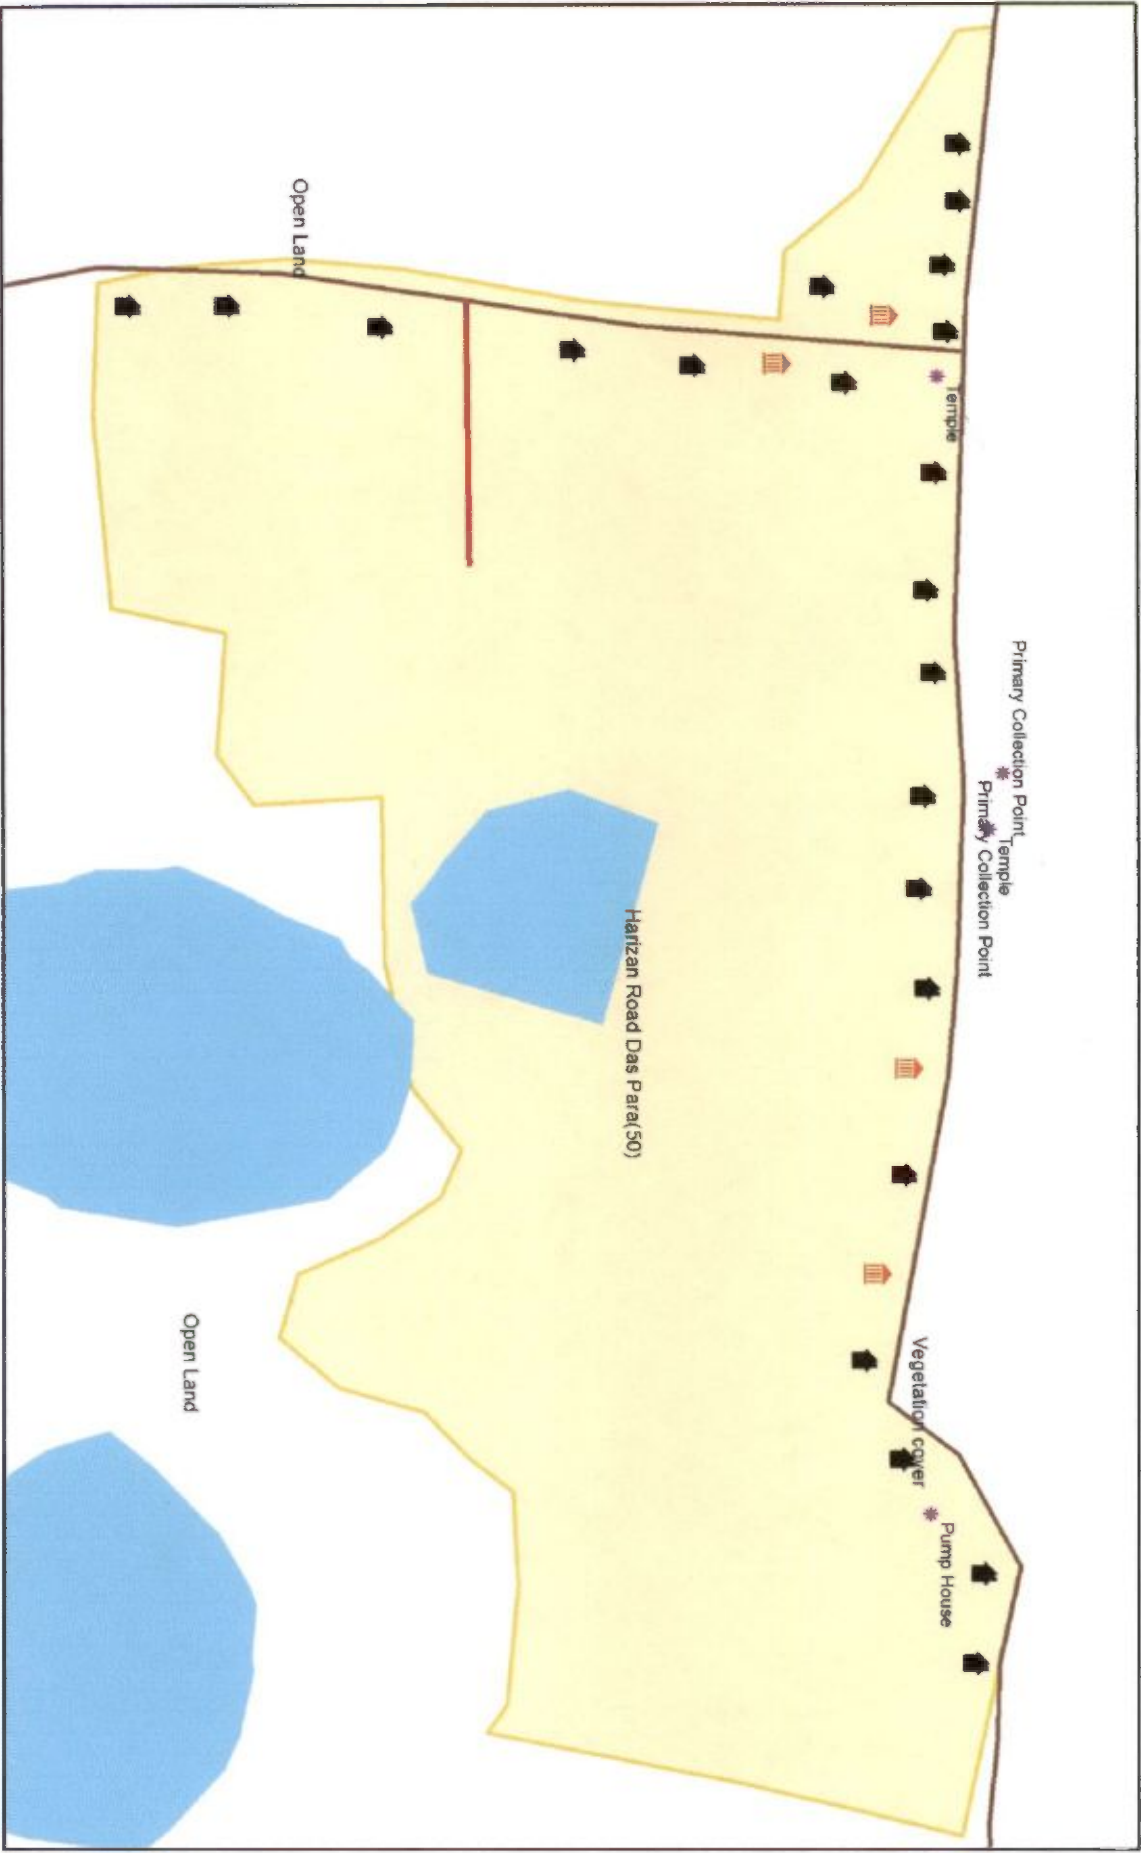 Primary Collection Point
Temple
Primary Collection Point
Temple
Vegetation cover
Pump House
Harizan Road Das Para(50)
Open Land
Open Land